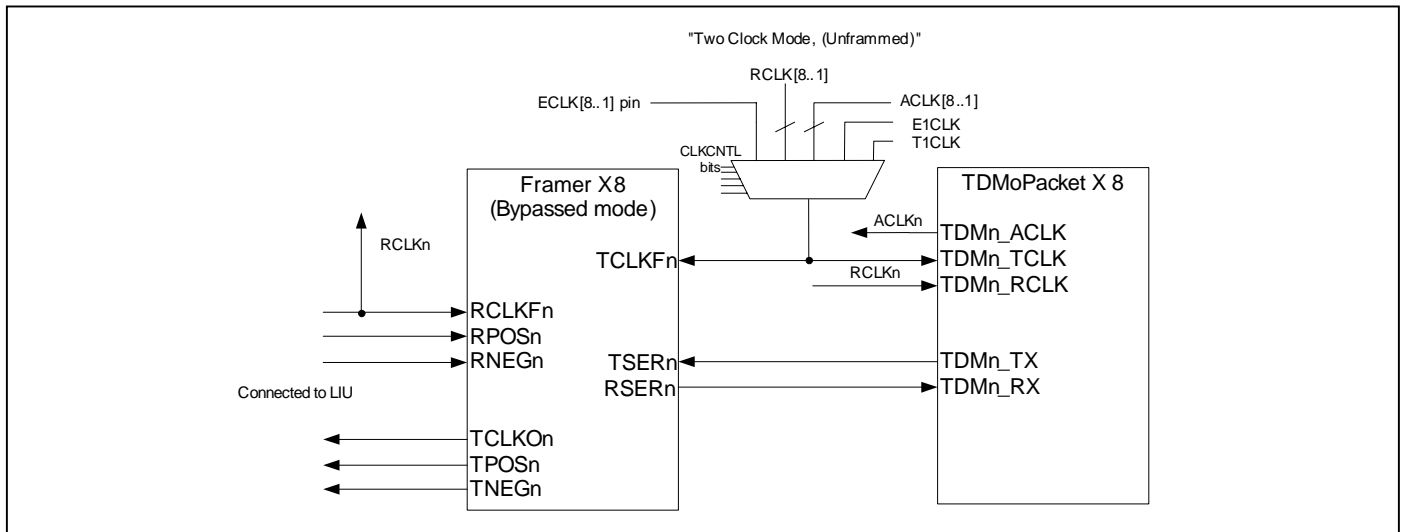 "Two Clock Mode, (Unframmed)"
RCLK[8..1]
ECLK[8..1] pin
ACLK[8..1]
E1CLK
T1CLK
CLKCNTL
bits
Framer X8
(Bypassed mode)
TDMoPacket X 8
RCLKn
ACLKn
TDMn_ACLK
TCLKFn
TDMn_TCLK
RCLKn
TDMn_RCLK
RCLKFn
RPOSn
RNEGn
TSERn
TDMn_TX
RSERn
TDMn_RX
Connected to LIU
TCLKOn
TPOSn
TNEGn